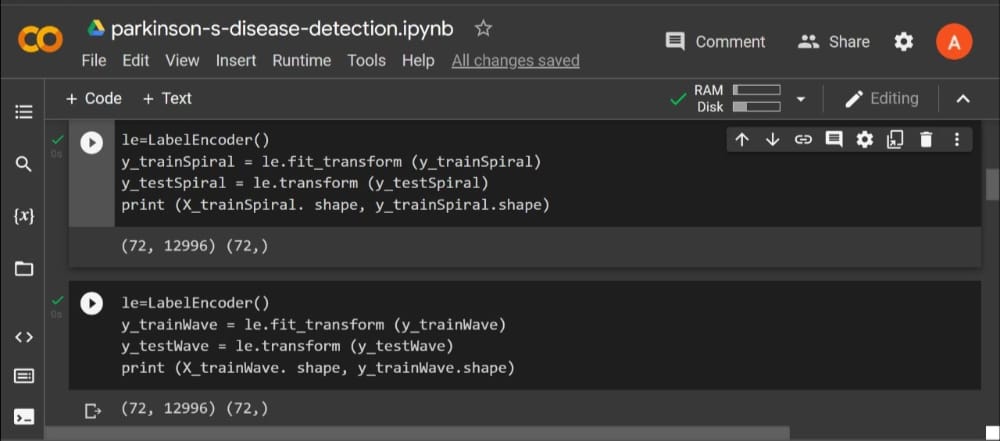 parkinson-s-disease-detection.ipynb
Comment
Share
A
File Edit View Insert Runtime Tools Help All changes saved
+ Code + Text
RAM
Disk
Editing
0s
le=LabelEncoder()
y_trainSpiral = le.fit_transform (y_trainSpiral)
y_testSpiral = le.transform (y_testSpiral)
print (X_trainSpiral. shape, y_trainSpiral.shape)
{x}
(72, 12996) (72,)
0s
le=LabelEncoder()
y_trainWave = le.fit_transform (y_trainWave)
y_testWave = le.transform (y_testWave)
print (X_trainWave. shape, y_trainWave.shape)
(72, 12996) (72,)